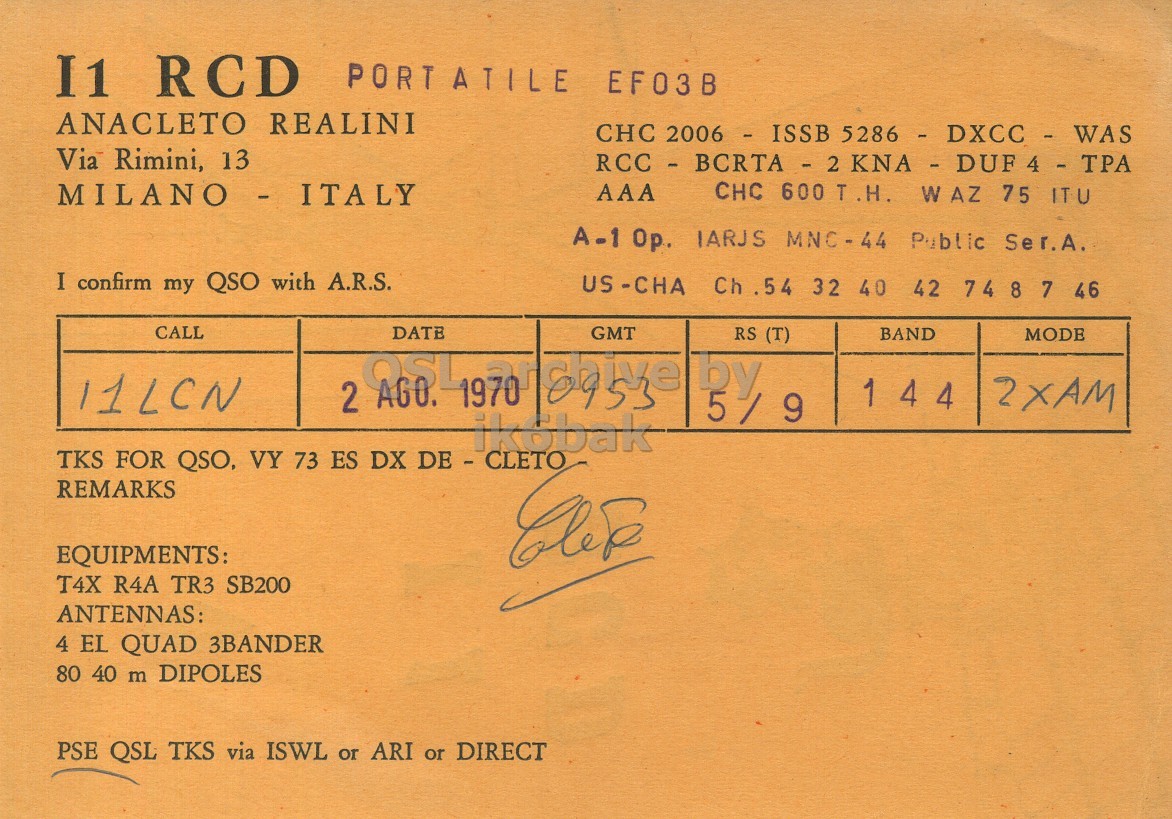 I1 RCD PORTATILE EF03B
ANACLETO REALINI
Via Rimini, 13
MILANO - ITALY
CHC 2006 - ISSB 5286 - DXCC - WAS
RCC - BCRTA - 2 KNA - DUF 4 - TPA
AAA CHC 600 T.H. WAZ 75 ITU
A-1 Op. IARJS MNC-44 Public Ser.A.
I confirm my QSO with A.R.S.
US-CHA Ch.54 32 40 42 74 8 7 46
CALL DATE GMT RS (T) BAND MODE
I1LCN 2 AGO. 1970 0953 5/9 144 2XAM
QSL archive by
ik6bak
TKS FOR QSO, VY 73 ES DX DE - CLETO -
REMARKS
Cleto
EQUIPMENTS:
T4X R4A TR3 SB200
ANTENNAS:
4 EL QUAD 3BANDER
80 40 m DIPOLES
PSE QSL TKS via ISWL or ARI or DIRECT